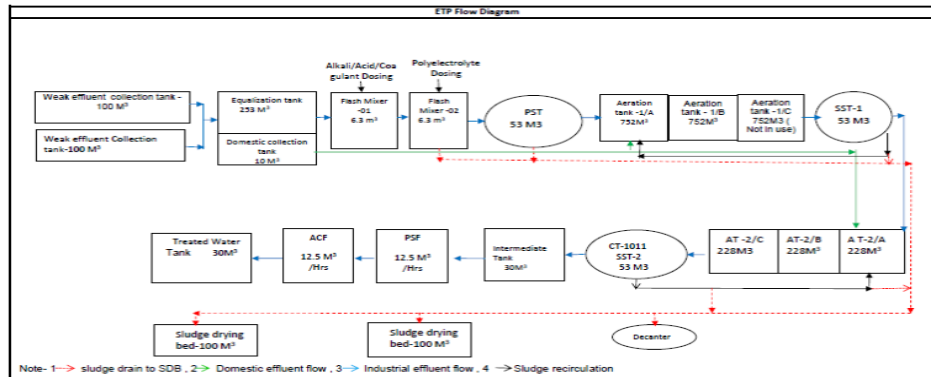 ETP Flow Diagram
Alkali/Acid/Coa
gulant Dosing
Polyelectrolyte
Dosing
Weak effluent collection tank -
100 M³
Weak effluent Collection
tank-100 M³
Equalization tank
253 M³
Domestic collection
tank
10 M³
Flash Mixer
-01
6.3 m³
Flash
Mixer -02
6.3 m³
PST
53 M3
Aeration
tank -1/A
752M³
Aeration
tank - 1/B
752M³
Aeration
tank -1/C
752M3 (
Not in use)
SST-1
53 M3
Treated Water
Tank 30M³
ACF
12.5 M³
/Hrs
PSF
12.5 M³
/Hrs
Intermediate
Tank
30M³
CT-1011
SST-2
53 M3
AT -2/C
228M3
AT-2/B
228M³
A T-2/A
228M³
Sludge drying
bed-100 M³
Sludge drying
bed-100 M³
Decanter
Note- 1 sludge drain to SDB , 2 Domestic effluent flow , 3 Industrial effluent flow , 4 Sludge recirculation